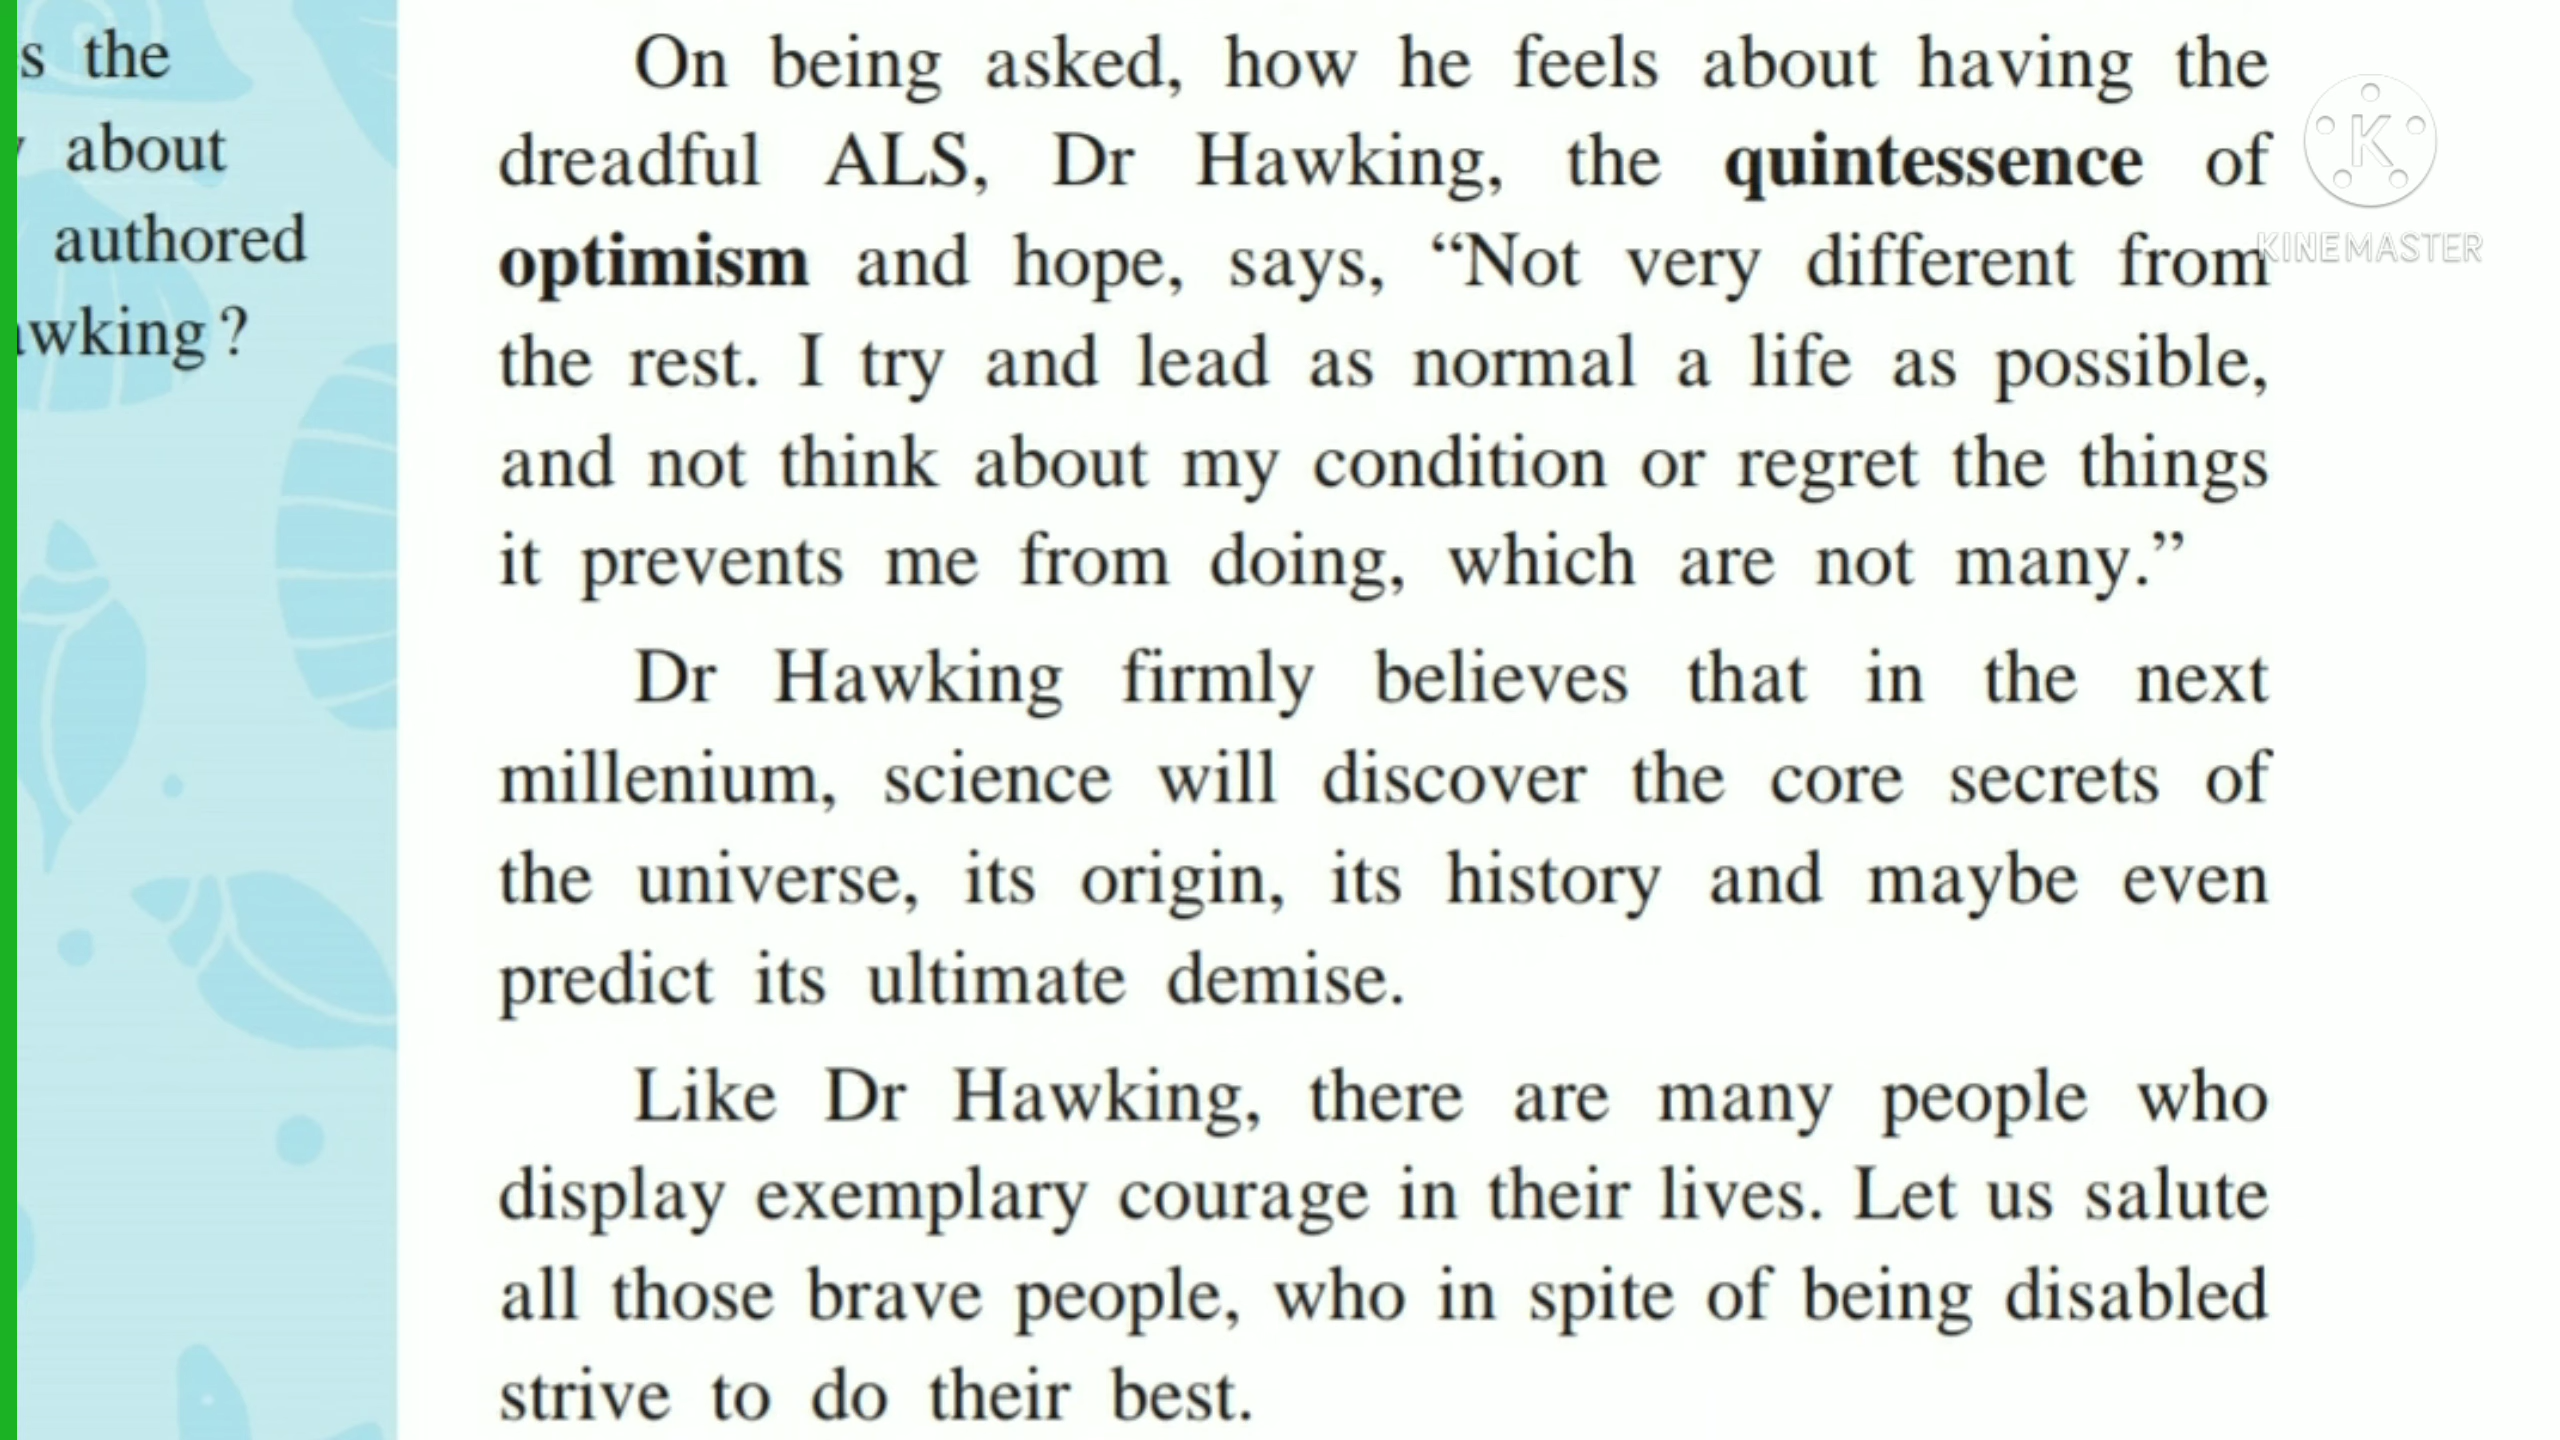 s the
about
authored
wking ?
On being asked, how he feels about having the
dreadful ALS, Dr Hawking, the quintessence of
optimism and hope, says, “Not very different from
the rest. I try and lead as normal a life as possible,
and not think about my condition or regret the things
it prevents me from doing, which are not many.”
Dr Hawking firmly believes that in the next
millenium, science will discover the core secrets of
the universe, its origin, its history and maybe even
predict its ultimate demise.
Like Dr Hawking, there are many people who
display exemplary courage in their lives. Let us salute
all those brave people, who in spite of being disabled
strive to do their best.
K
KINEMASTER